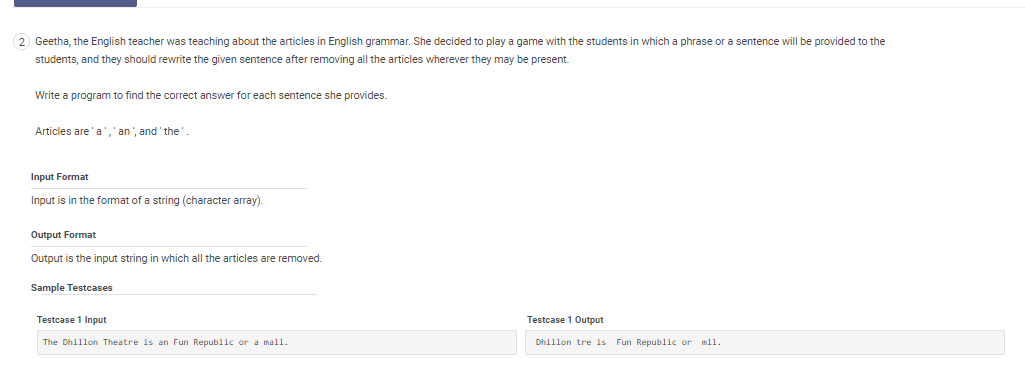 2 Geetha, the English teacher was teaching about the articles in English grammar. She decided to play a game with the students in which a phrase or a sentence will be provided to the
students, and they should rewrite the given sentence after removing all the articles wherever they may be present.
Write a program to find the correct answer for each sentence she provides.
Articles are ' a ' , ' an ', and ' the ' .
Input Format
Input is in the format of a string (character array).
Output Format
Output is the input string in which all the articles are removed.
Sample Testcases
Testcase 1 Input
The Dhillon Theatre is an Fun Republic or a mall.
Testcase 1 Output
Dhillon tre is  Fun Republic or  mll.